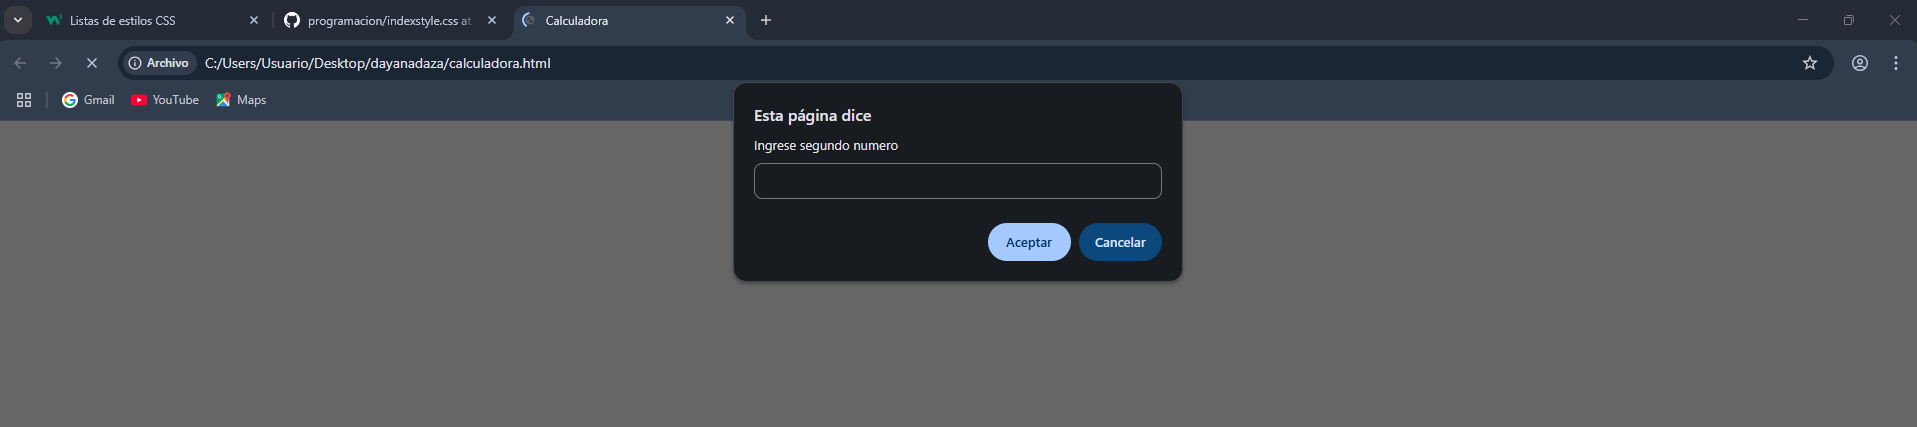 Listas de estilos CSS
programacion/indexstyle.css at
Calculadora
Archivo
C:/Users/Usuario/Desktop/dayanadaza/calculadora.html
Gmail
YouTube
Maps
Esta página dice
Ingrese segundo numero
Aceptar
Cancelar